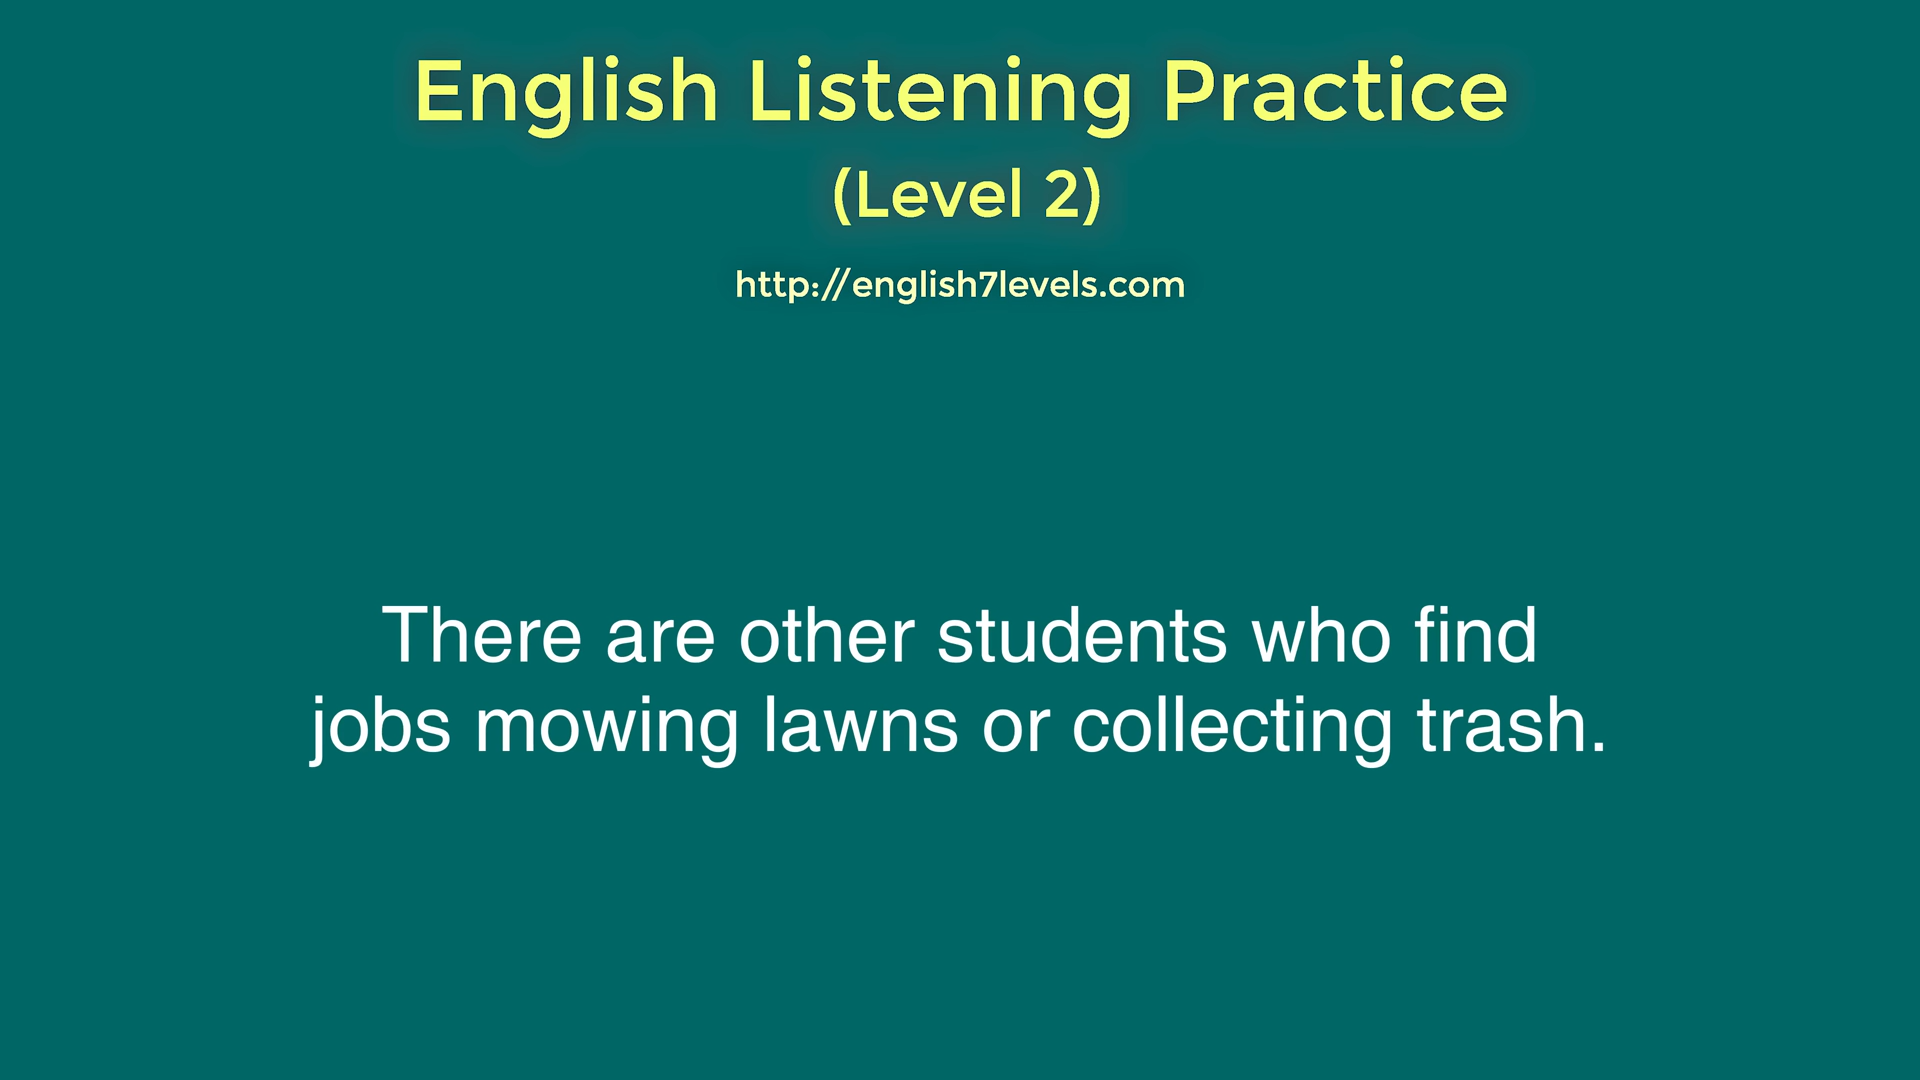 English Listening Practice
(Level 2)
http://english7levels.com
There are other students who find
jobs mowing lawns or collecting trash.